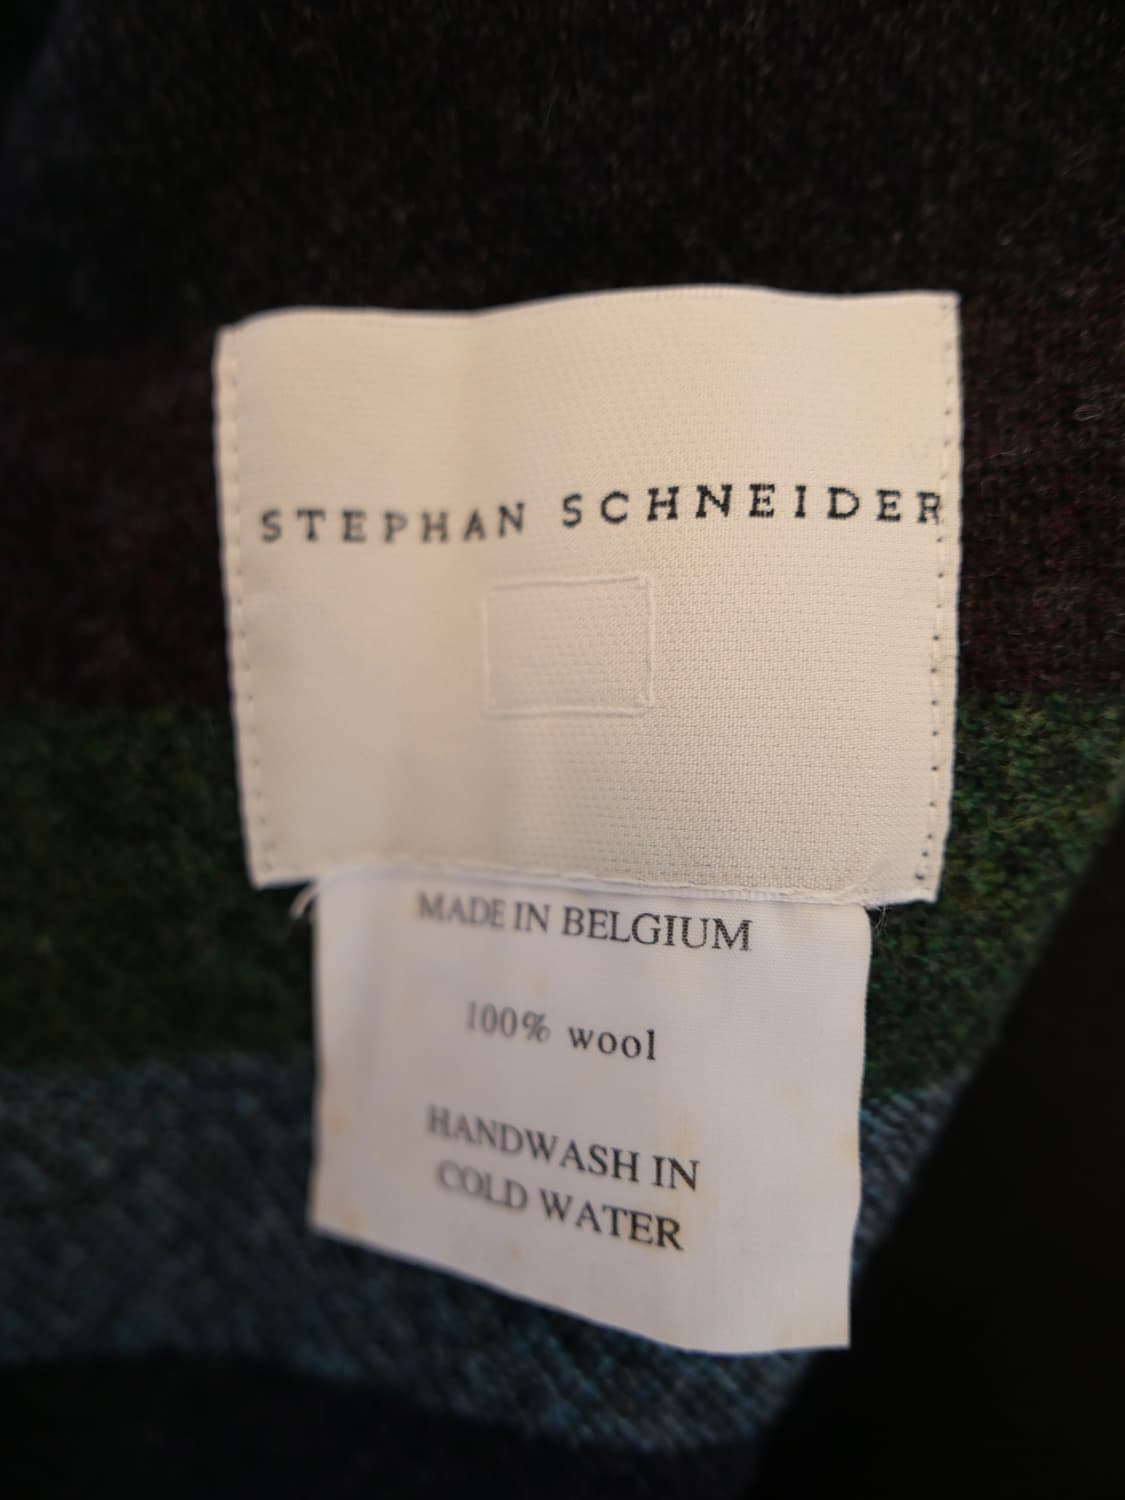 STEPHAN SCHNEIDER
MADE IN BELGIUM
100% wool
HANDWASH IN
COLD WATER